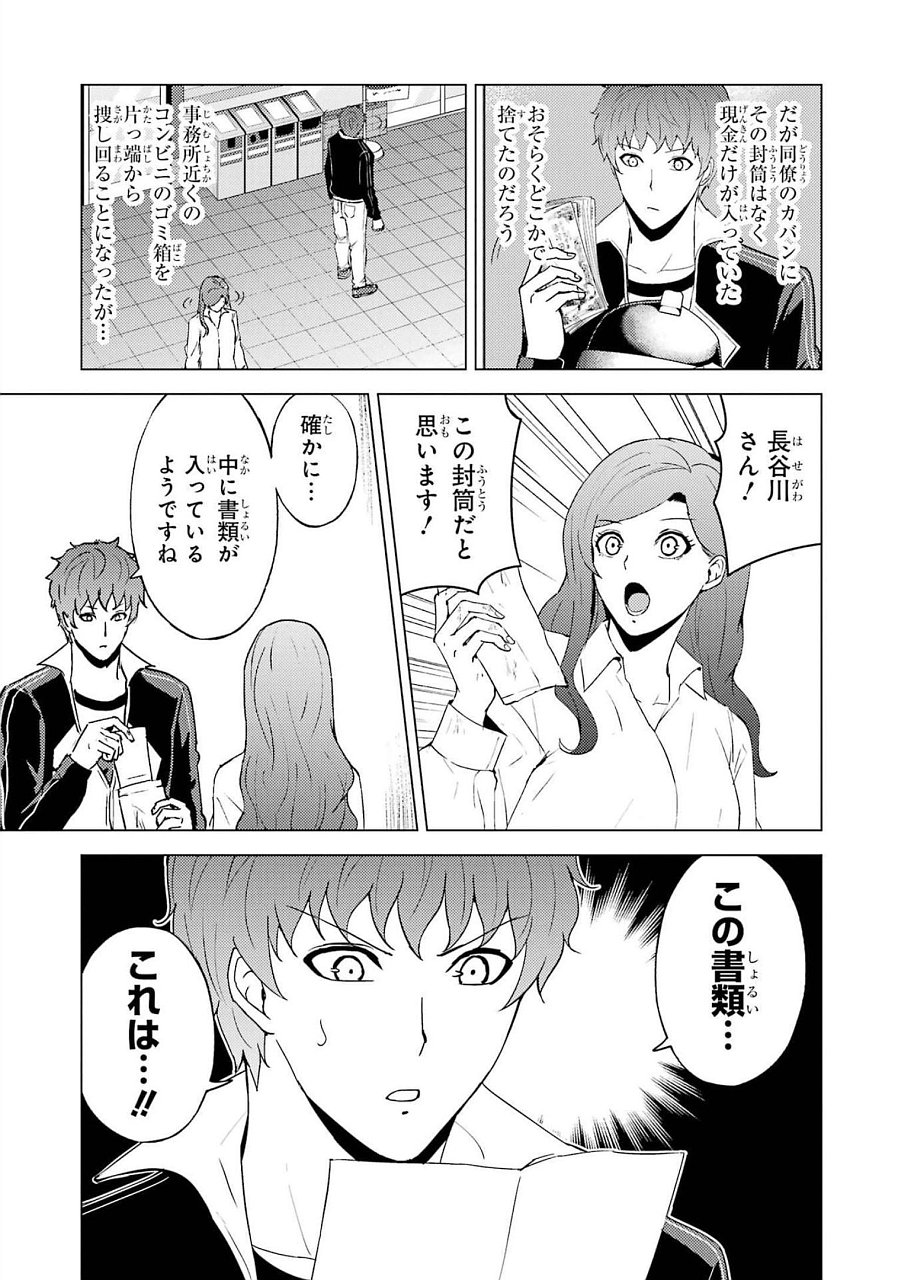 だが同僚のカバンに
その封筒はなく
現金だけが入っていた
おそらくどこかで
捨てたのだろう
事務所近くの
コンビニのゴミ箱を
片っ端から
捜し回ることになったが…
長谷川
さん！
この封筒だと
思います！
確かに…
中に書類が
入っている
ようですね
この書類…
これは…!!